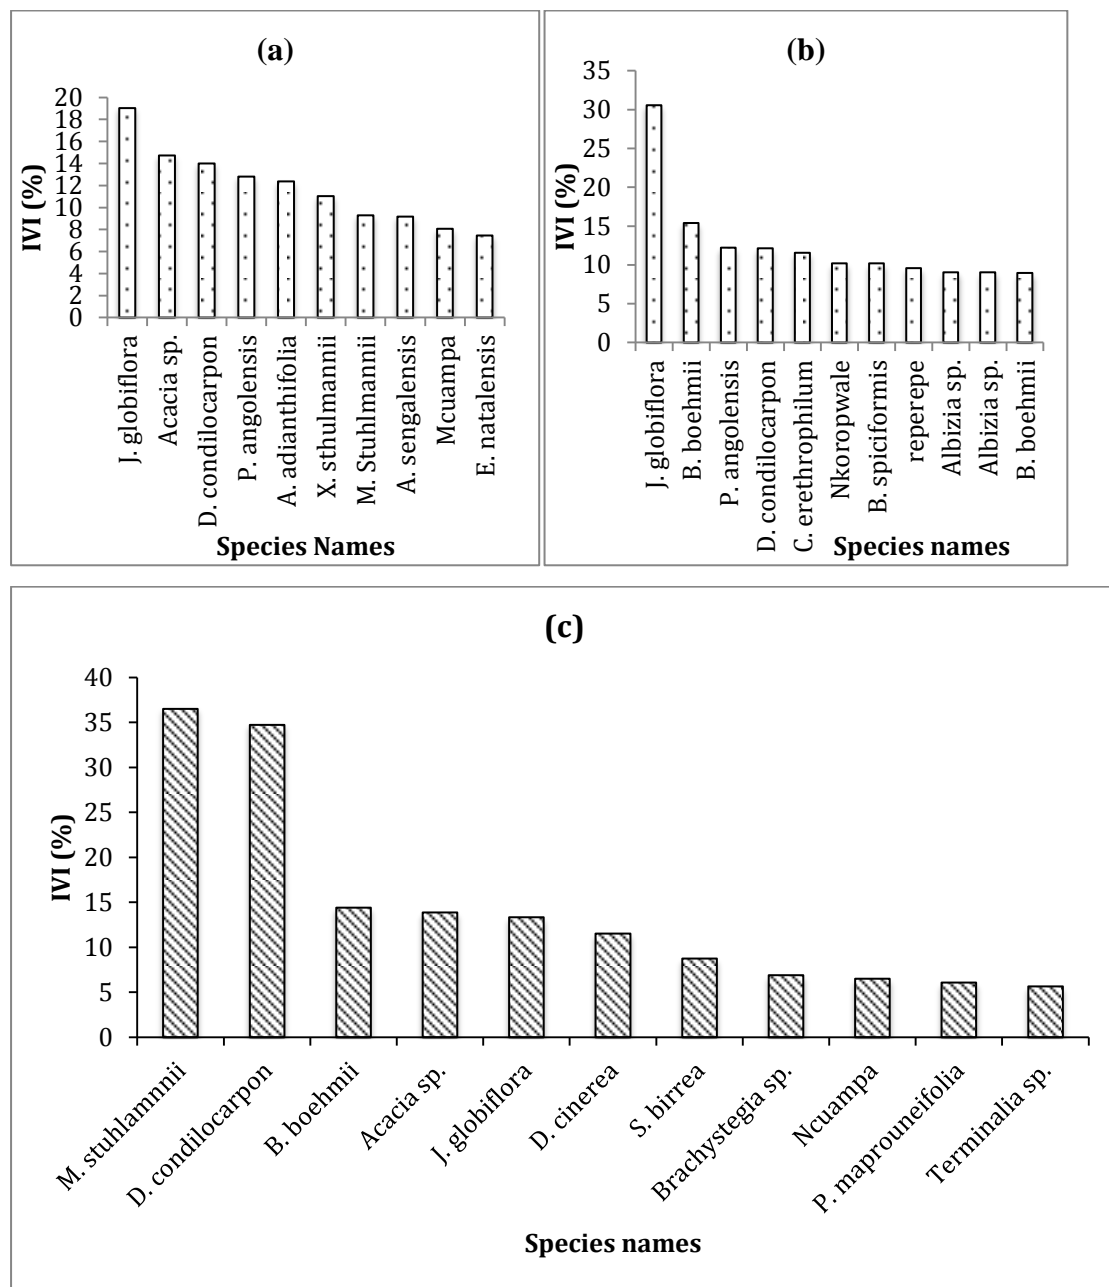 (a)
IVI (%)
20
18
16
14
12
10
8
6
4
2
0
J. globiflora
Acacia sp.
D. condilocarpon
P. angolensis
A. adianthifolia
X. sthulmannii
M. Stuhlmannii
A. sengalensis
Mcuampa
E. natalensis
Species Names
(b)
IVI (%)
35
30
25
20
15
10
5
0
J. globiflora
B. boehmii
P. angolensis
D. condilocarpon
C. erethrophilum
Nkoropwale
B. spiciformis
reperepe
Albizia sp.
Albizia sp.
B. boehmii
Species names
(c)
IVI (%)
40
35
30
25
20
15
10
5
0
M. stuhlamnnii
D. condilocarpon
B. boehmii
Acacia sp.
J. globiflora
D. cinerea
S. birrea
Brachystegia sp.
Ncuampa
P. maprouneifolia
Terminalia sp.
Species names